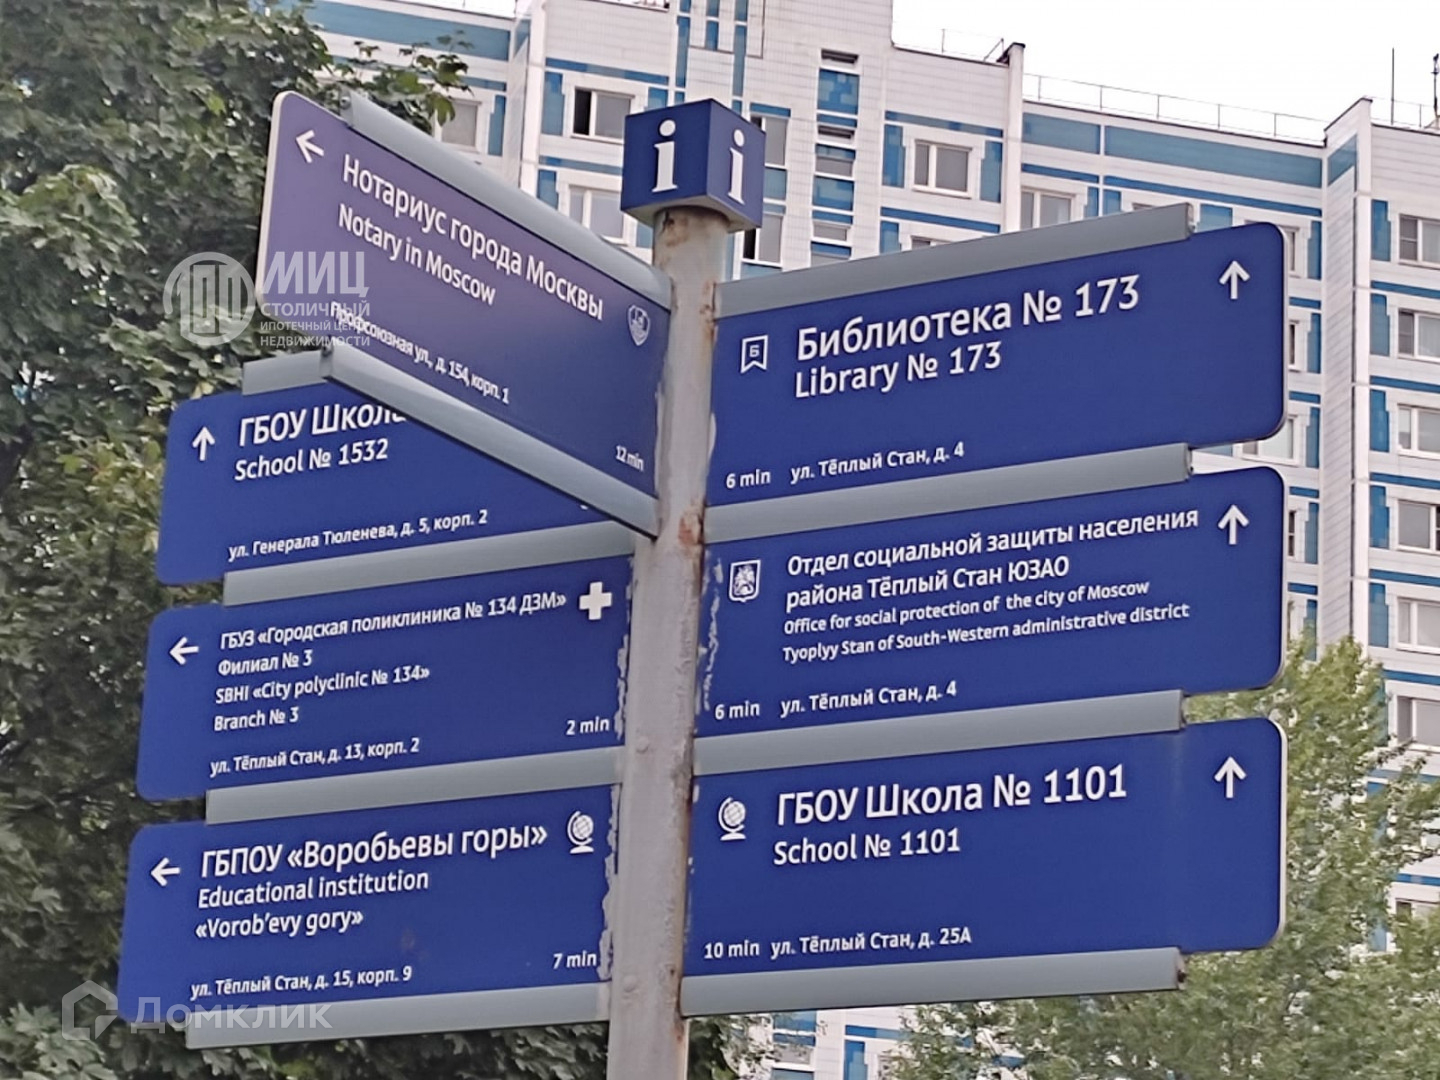 Нотариус города Москвы
Notary in Moscow
Профсоюзная ул., д. 154, корп. 1
12 min
МИЦ
СТОЛИЧНЫЙ
ИПОТЕЧНЫЙ ЦЕНТР
НЕДВИЖИМОСТИ
ГБОУ Школа
School № 1532
ул. Генерала Тюленева, д. 5, корп. 2
ГБУЗ «Городская поликлиника № 134 ДЗМ»
Филиал № 3
SBHI «City polyclinic № 134»
Branch № 3
2 min
ул. Тёплый Стан, д. 13, корп. 2
ГБПОУ «Воробьевы горы»
Educational institution
«Vorob'evy gory»
7 min
ул. Тёплый Стан, д. 15, корп. 9
i i
Б
Библиотека № 173
Library № 173
6 min ул. Тёплый Стан, д. 4
Отдел социальной защиты населения
района Тёплый Стан ЮЗАО
Office for social protection of the city of Moscow
Tyoplyy Stan of South-Western administrative district
6 min ул. Тёплый Стан, д. 4
ГБОУ Школа № 1101
School № 1101
10 min ул. Тёплый Стан, д. 25А
Домклик